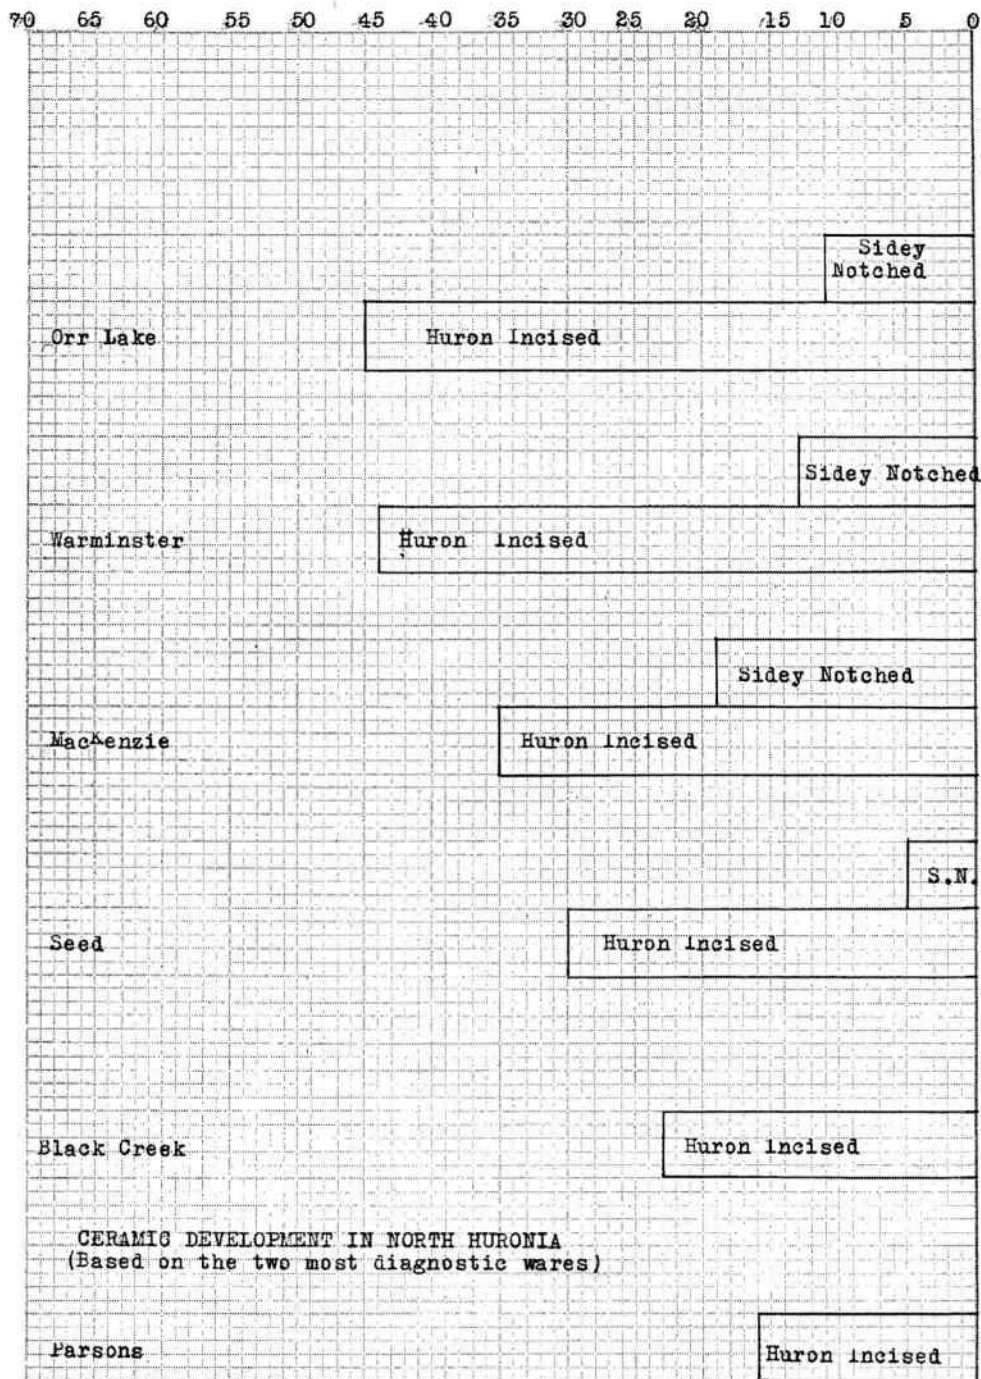 70 65 60 55 50 45 40 35 30 25 20 15 10 5 0
Sidey
Notched
Orr Lake Huron Incised
Sidey Notched
Warminster Huron Incised
Sidey Notched
MacKenzie Huron Incised
S.N.
Seed Huron Incised
Black Creek Huron Incised
CERAMIC DEVELOPMENT IN NORTH HURONIA
(Based on the two most diagnostic wares)
Parsons Huron Incised